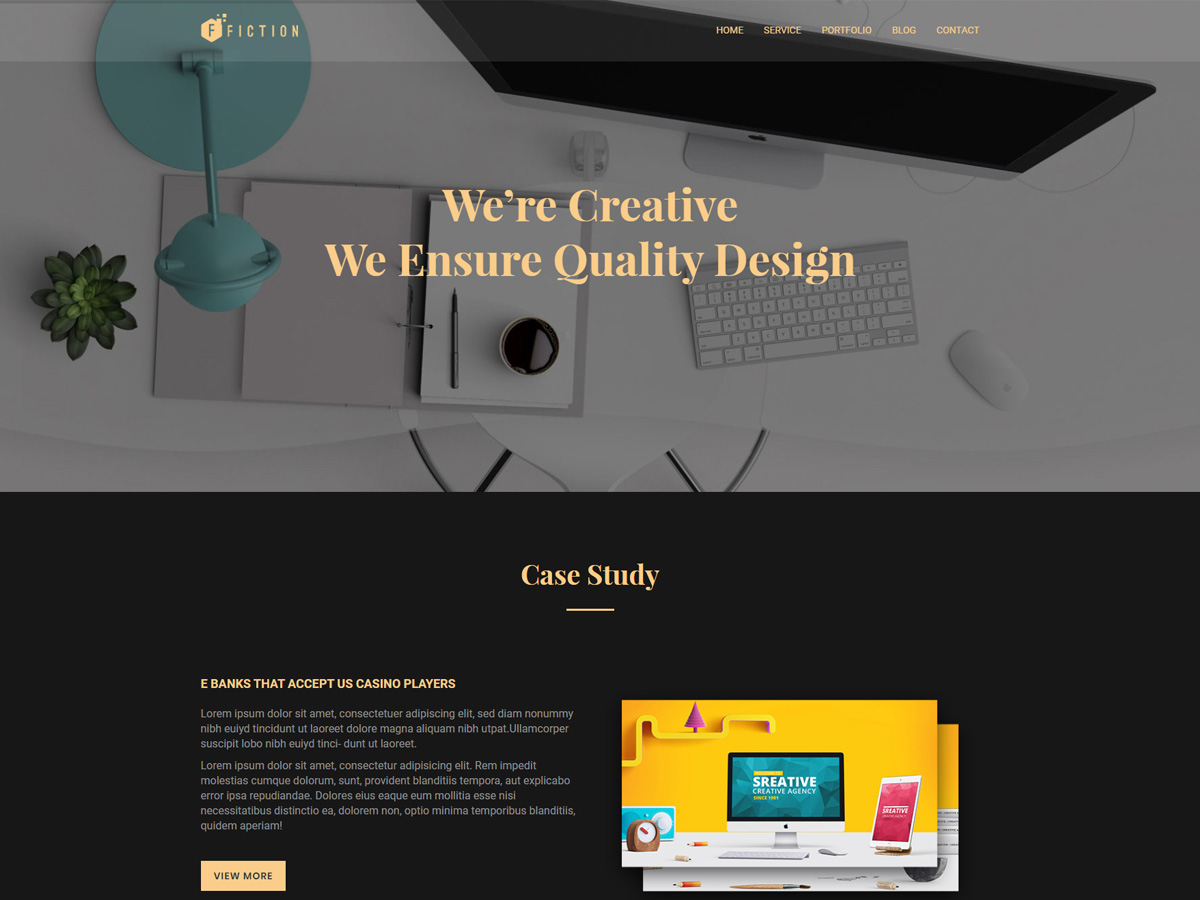 F FICTION
HOME SERVICE PORTFOLIO BLOG CONTACT
We're Creative
We Ensure Quality Design
Case Study
E BANKS THAT ACCEPT US CASINO PLAYERS
Lorem ipsum dolor sit amet, consectetuer adipiscing elit, sed diam nonummy
nibh euiyd tincidunt ut laoreet dolore magna aliquam nibh utpat.Ullamcorper
suscipit lobo nibh euiyd tinci- dunt ut laoreet.
Lorem ipsum dolor sit amet, consectetur adipisicing elit. Rem impedit
molestias cumque dolorum, sunt, provident blanditiis tempora, aut explicabo
error ipsa repudiandae. Dolores eius eaque eum mollitia esse nisi
necessitatibus distinctio ea, dolorem non, optio minima temporibus blanditiis,
quidem aperiam!
VIEW MORE
SREATIVE
CREATIVE AGENCY
SINCE 1991
SREATIVE